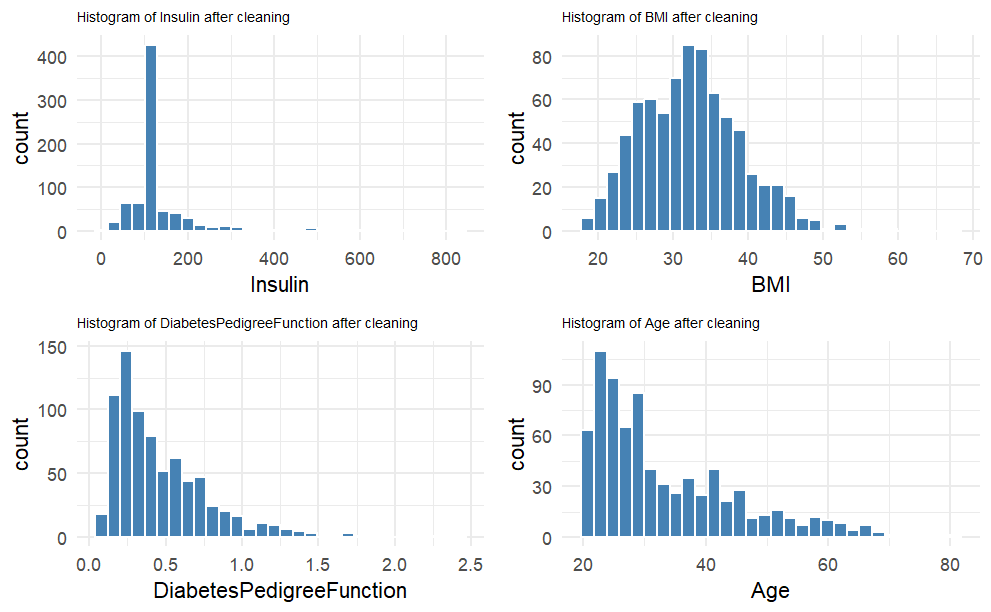 Histogram of Insulin after cleaning
count
400
300
200
100
0
0 200 400 600 800
Insulin
Histogram of BMI after cleaning
count
80
60
40
20
0
20 30 40 50 60 70
BMI
Histogram of DiabetesPedigreeFunction after cleaning
count
150
100
50
0
0.0 0.5 1.0 1.5 2.0 2.5
DiabetesPedigreeFunction
Histogram of Age after cleaning
count
90
60
30
0
20 40 60 80
Age